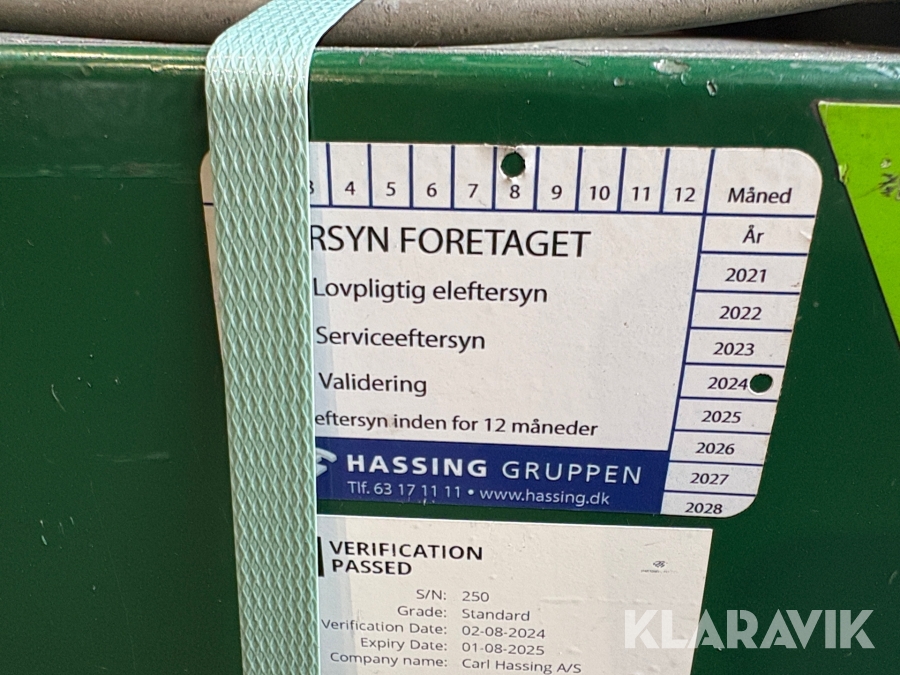 4 5 6 7 8 9 10 11 12 Måned
FORETAGET
År
2021
Lovpligtig eleftersyn
2022
Serviceeftersyn
2023
Validering
2024
2025
eftersyn inden for 12 måneder
2026
HASSING GRUPPEN
2027
Tlf. 63 17 11 11 • www.hassing.dk
2028
VERIFICATION
PASSED
S/N: 250
Grade: Standard
Verification Date: 02-08-2024
Expiry Date: 01-08-2025
Company name: Carl Hassing A/S
KLARAVIK